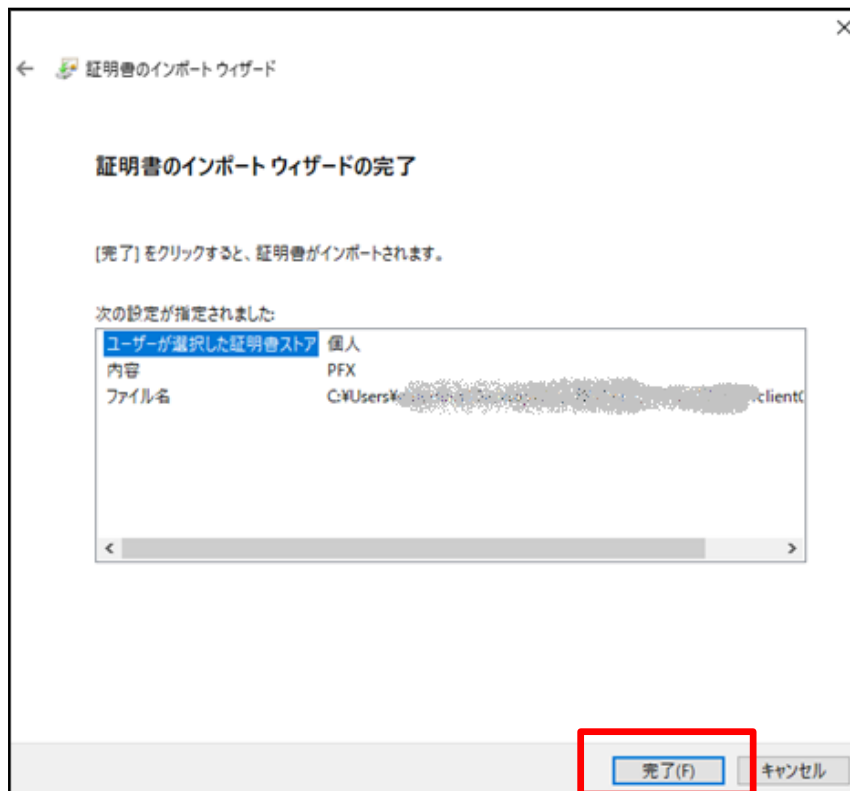 証明書のインポート ウィザード
証明書のインポート ウィザードの完了
[完了] をクリックすると、証明書がインポートされます。
次の設定が指定されました:
ユーザーが選択した証明書ストア 個人
内容 PFX
ファイル名 C:¥Users¥ client
完了(F) キャンセル